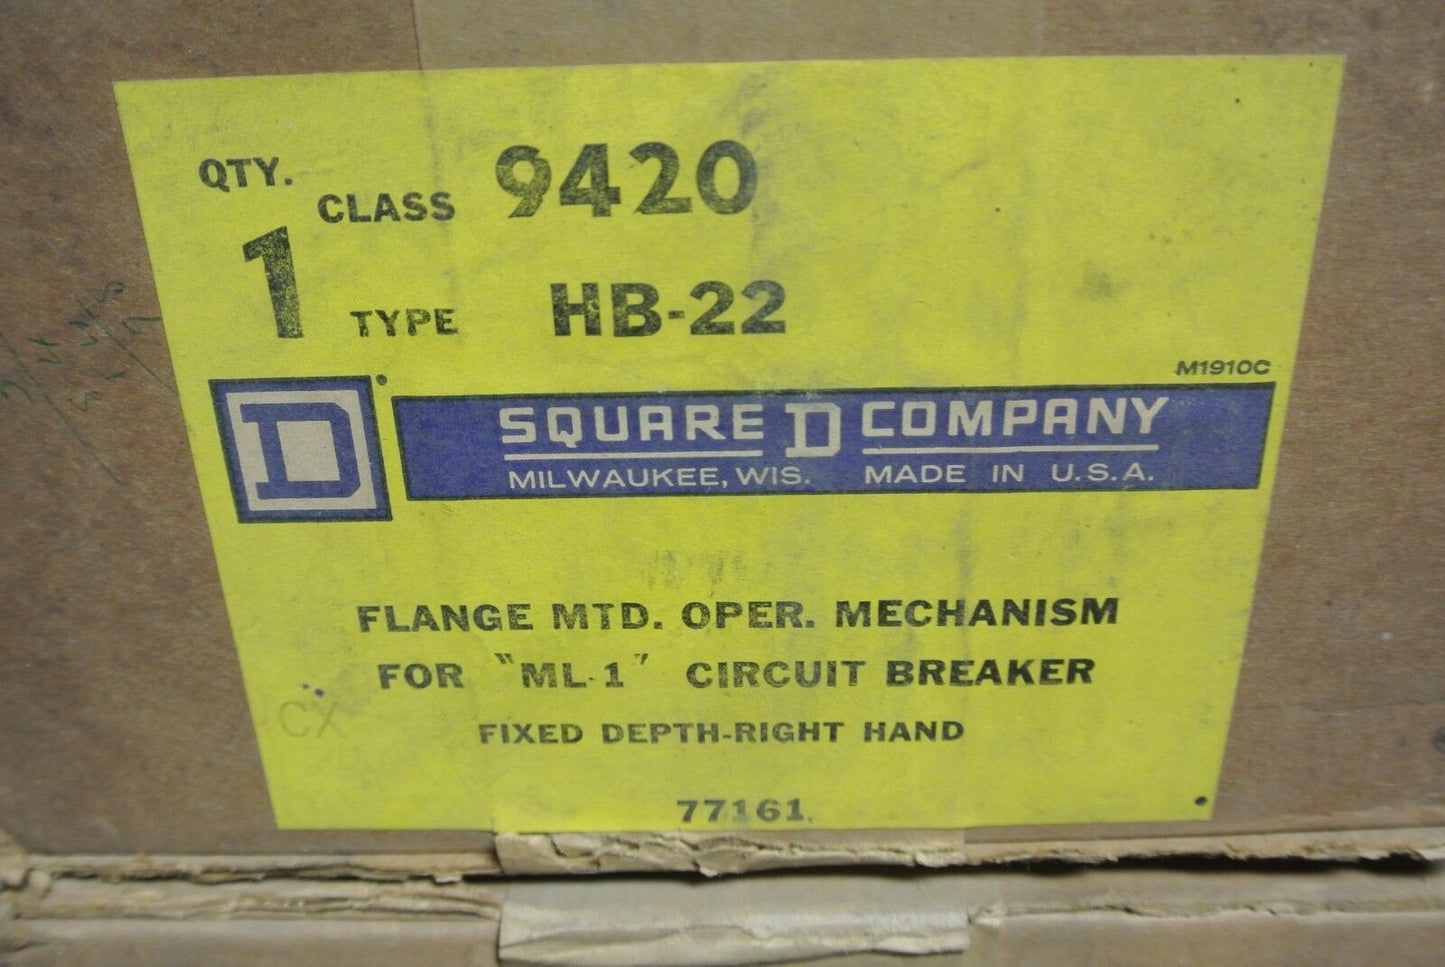 QTY.
CLASS 9420
1
TYPE HB-22
M1910C
D
SQUARE D COMPANY
MILWAUKEE, WIS. MADE IN U.S.A.
FLANGE MTD. OPER. MECHANISM
FOR "ML-1" CIRCUIT BREAKER
CX
FIXED DEPTH-RIGHT HAND
77161